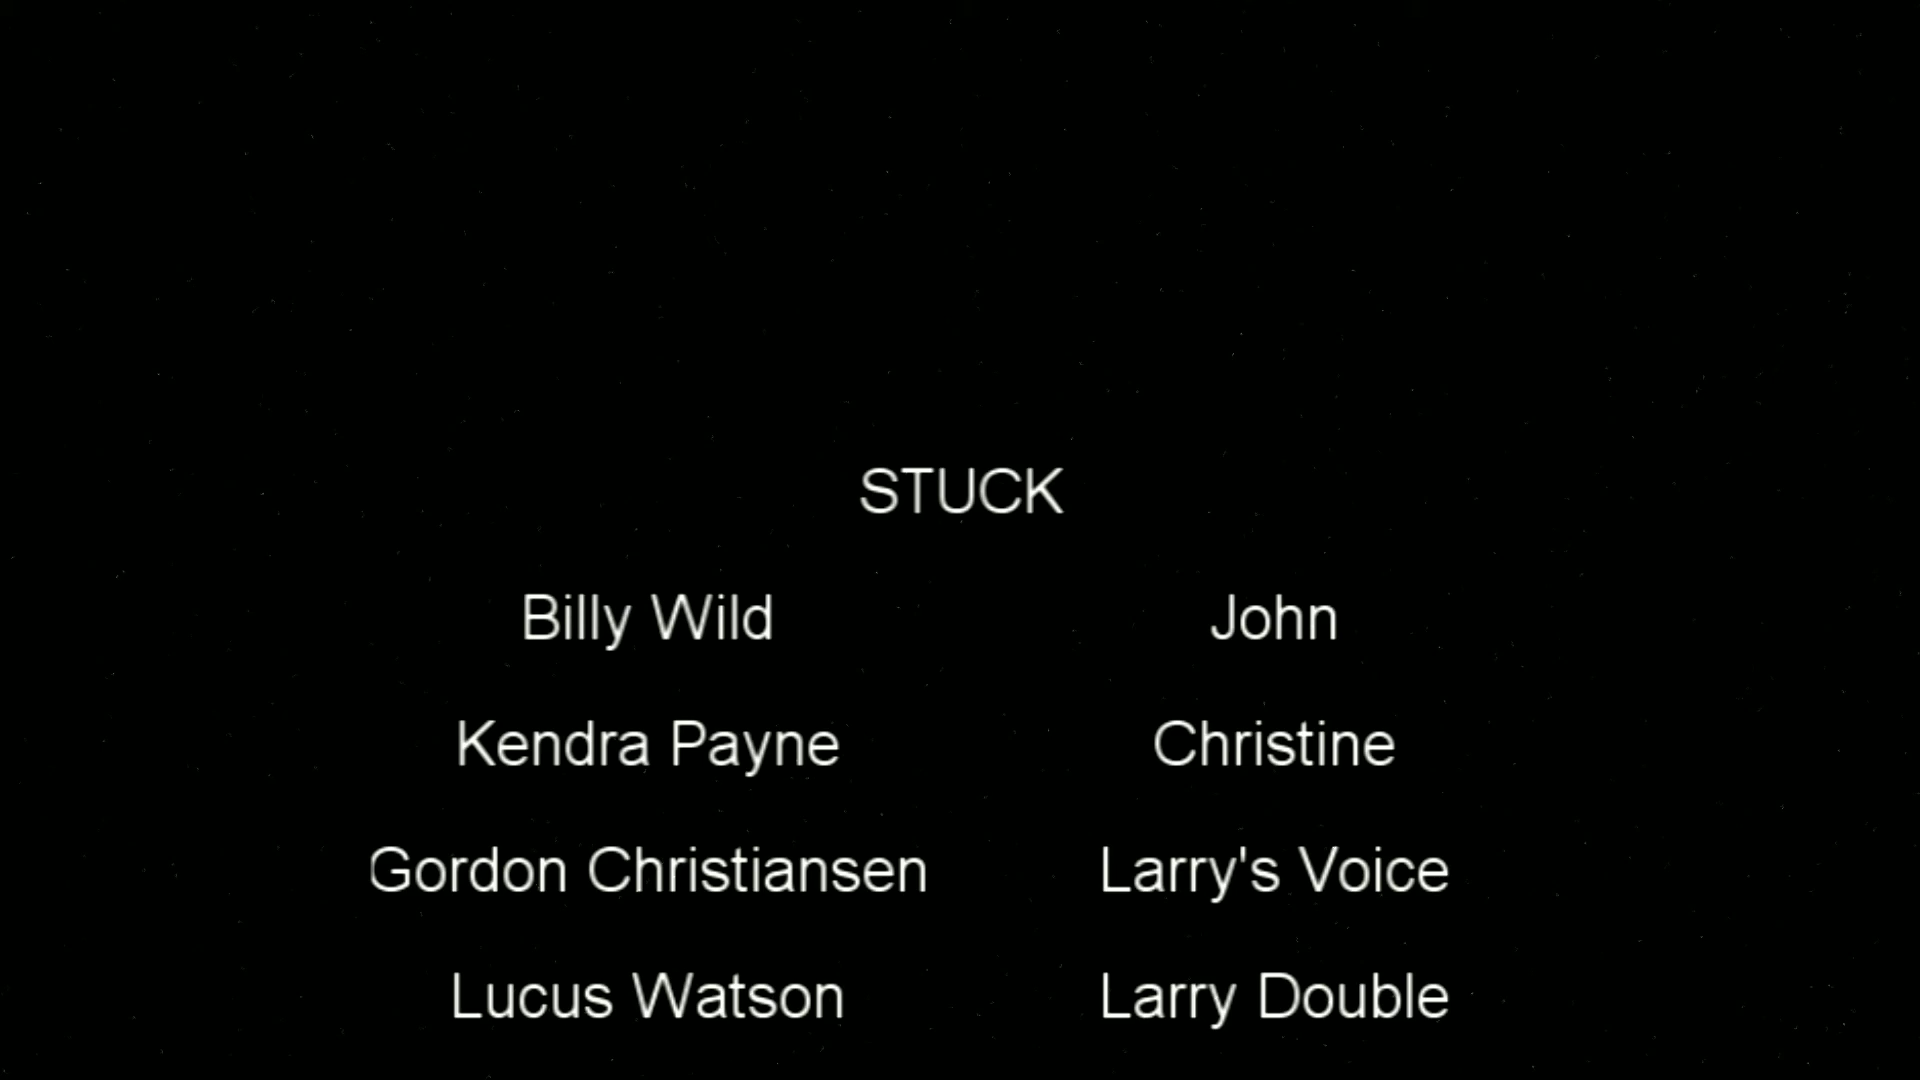 STUCK
Billy Wild John
Kendra Payne Christine
Gordon Christiansen Larry's Voice
Lucus Watson Larry Double